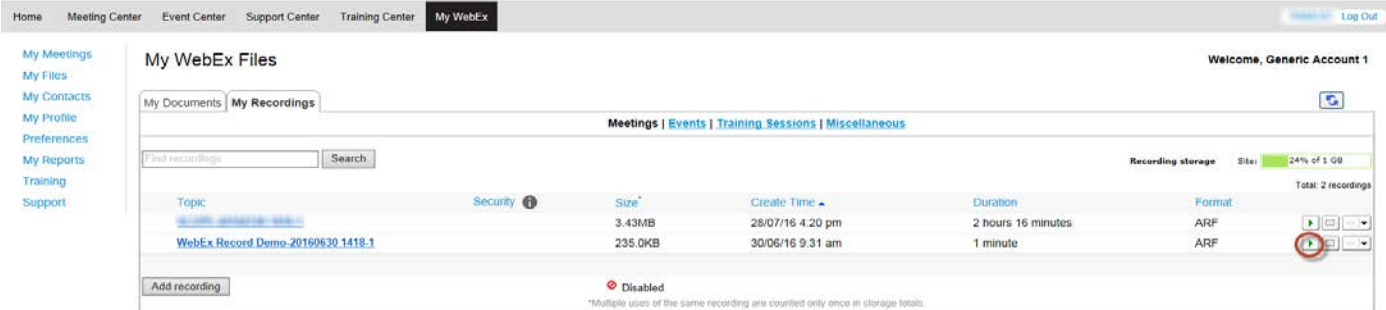 Home Meeting Center Event Center Support Center Training Center My WebEx Log Out
My Meetings
My Files
My Contacts
My Profile
Preferences
My Reports
Training
Support
My WebEx Files
Welcome, Generic Account 1
My Documents My Recordings
Meetings | Events | Training Sessions | Miscellaneous
Find recordings Search Recording storage Site: 24% of 1 GB
Total: 2 recordings
Topic Security Size* Create Time Duration Format
3.43MB 28/07/16 4.20 pm 2 hours 16 minutes ARF
WebEx Record Demo-20160630 1418-1 235.0KB 30/06/16 9.31 am 1 minute ARF
Add recording Disabled
*Multiple uses of the same recording are counted only once in storage totals.